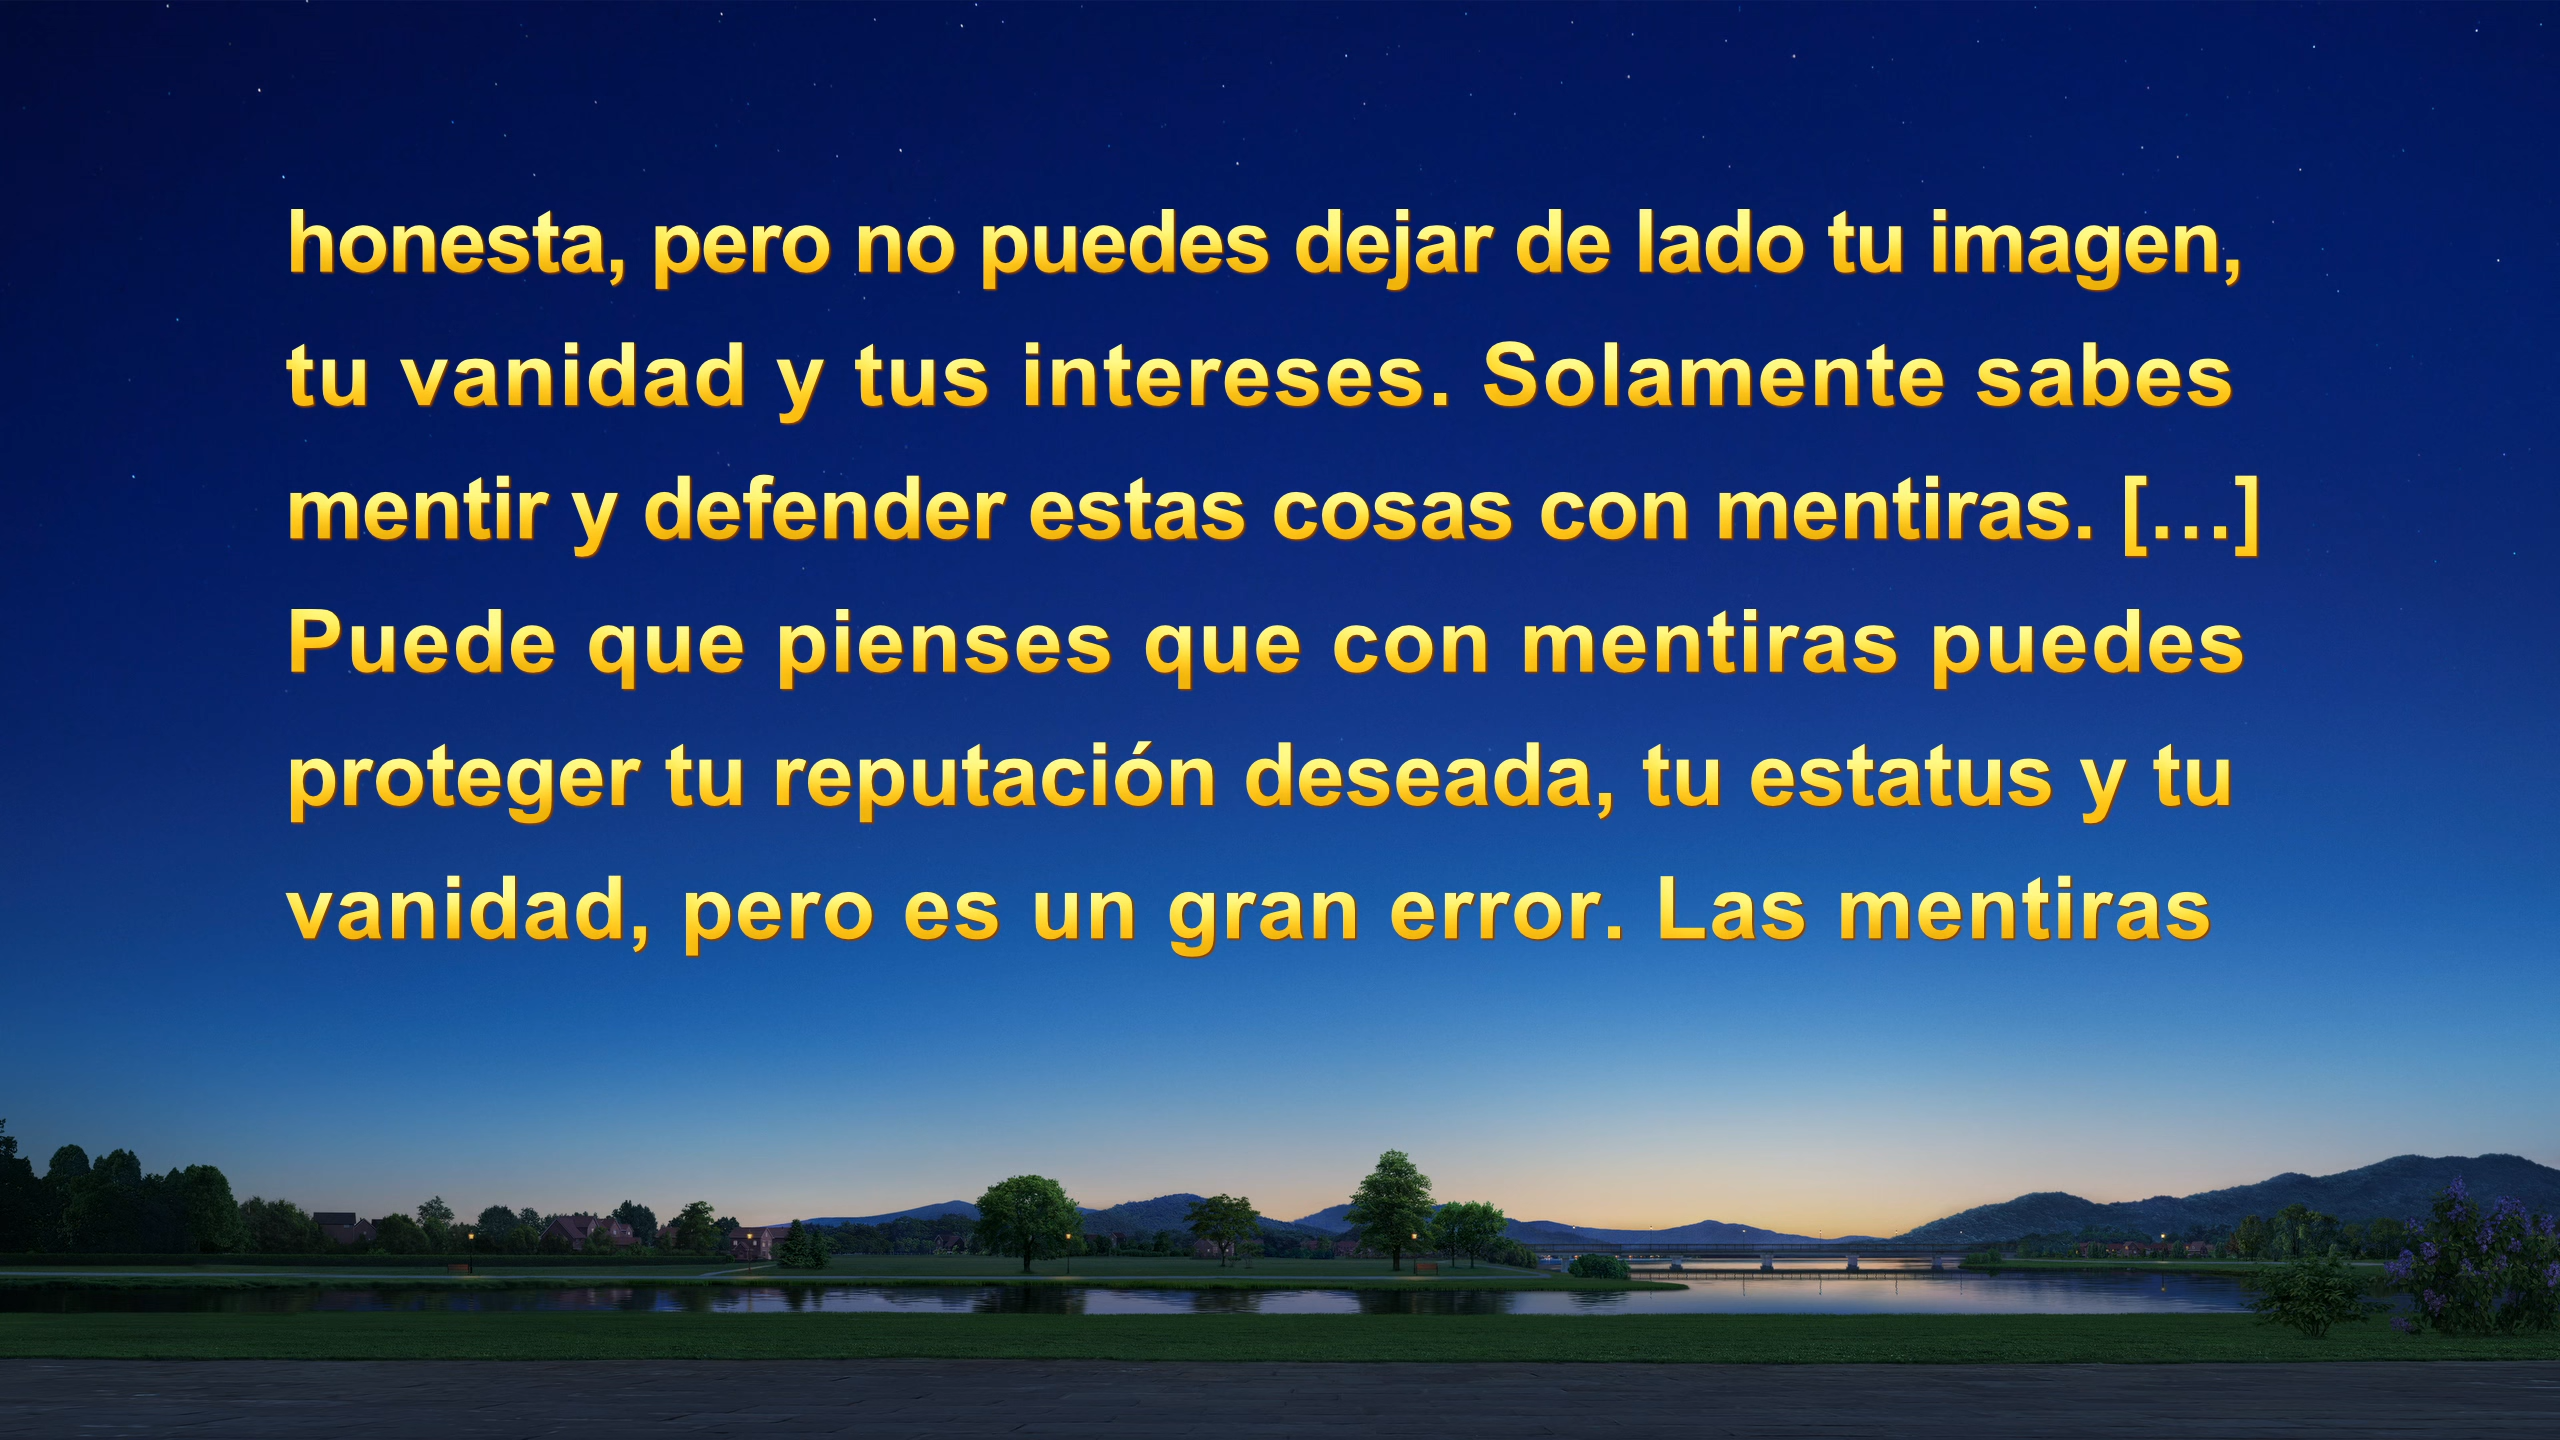 honesta, pero no puedes dejar de lado tu imagen,
tu vanidad y tus intereses. Solamente sabes
mentir y defender estas cosas con mentiras. […]
Puede que pienses que con mentiras puedes
proteger tu reputación deseada, tu estatus y tu
vanidad, pero es un gran error. Las mentiras